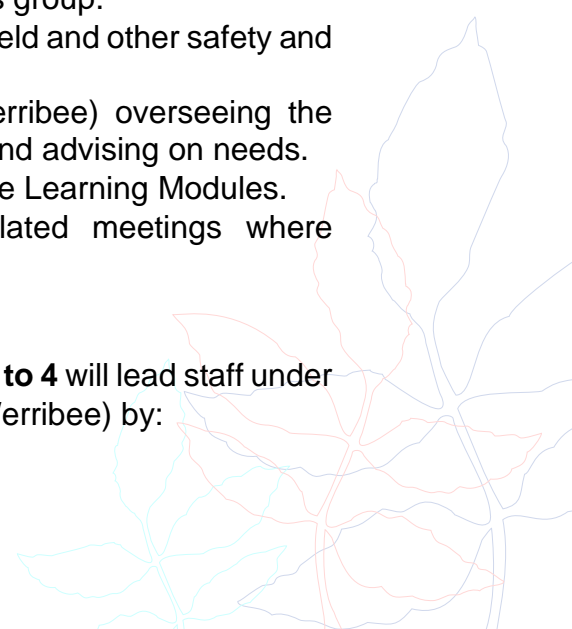 s group.
eld and other safety and
erribee) overseeing the
nd advising on needs.
e Learning Modules.
lated meetings where
to 4 will lead staff under
erribee) by: